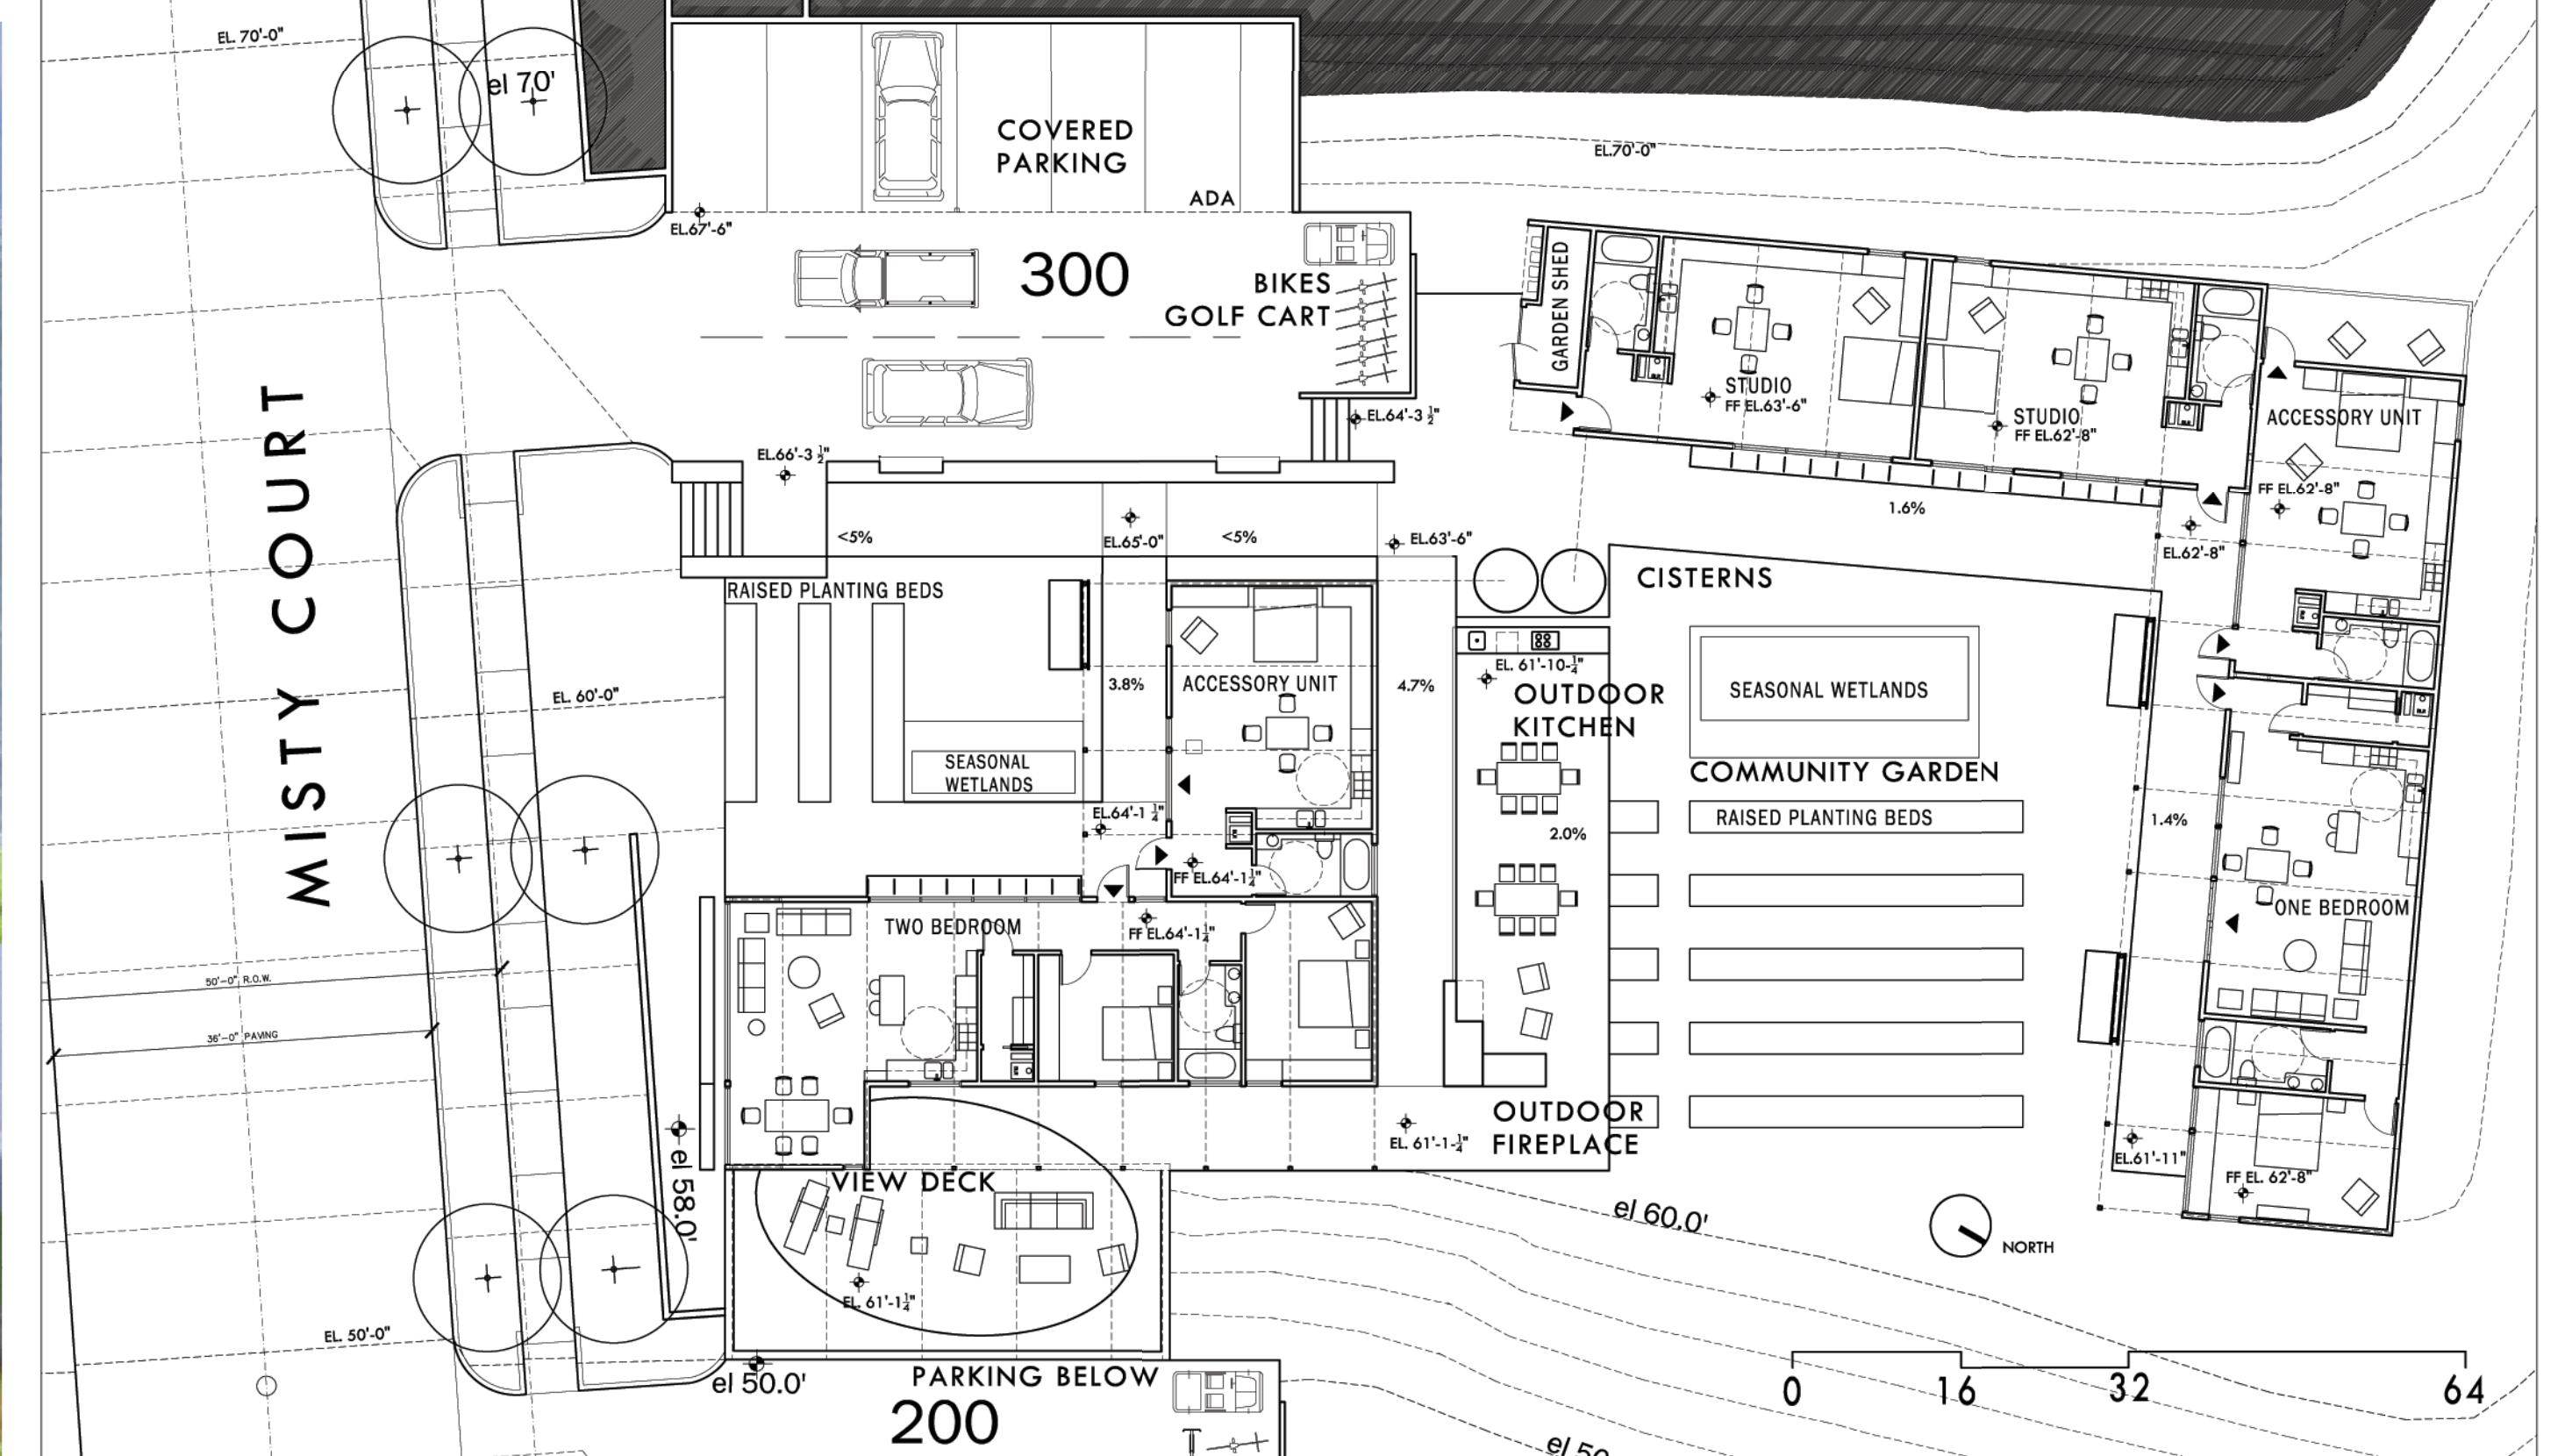 EL. 70'-0"
el 70'
COVERED
PARKING
ADA
EL.70'-0"
EL.67'-6"
300
BIKES
GOLF CART
GARDEN SHED
STUDIO
FF EL.63'-6"
STUDIO
FF EL.62'-8"
ACCESSORY UNIT
FF EL.62'-8"
EL.64'-3 1/2"
EL.66'-3 1/2"
MISTY COURT
<5%
EL.65'-0"
<5%
EL.63'-6"
1.6%
EL.62'-8"
RAISED PLANTING BEDS
CISTERNS
3.8%
ACCESSORY UNIT
4.7%
EL. 61'-10-1/4"
OUTDOOR
KITCHEN
SEASONAL WETLANDS
EL. 60'-0"
SEASONAL
WETLANDS
COMMUNITY GARDEN
RAISED PLANTING BEDS
EL.64'-1 1/4"
2.0%
1.4%
FF EL.64'-1 1/4"
TWO BEDROOM
FF EL.64'-1 1/4"
ONE BEDROOM
50'-0" R.O.W.
36'-0" PAVING
OUTDOOR
FIREPLACE
EL. 61'-1-1/4"
el 58.0'
EL.61'-11"
FF EL. 62'-8"
VIEW DECK
el 60.0'
NORTH
EL. 61'-1 1/4"
EL. 50'-0"
el 50.0'
PARKING BELOW
200
0 16 32 64
el 50